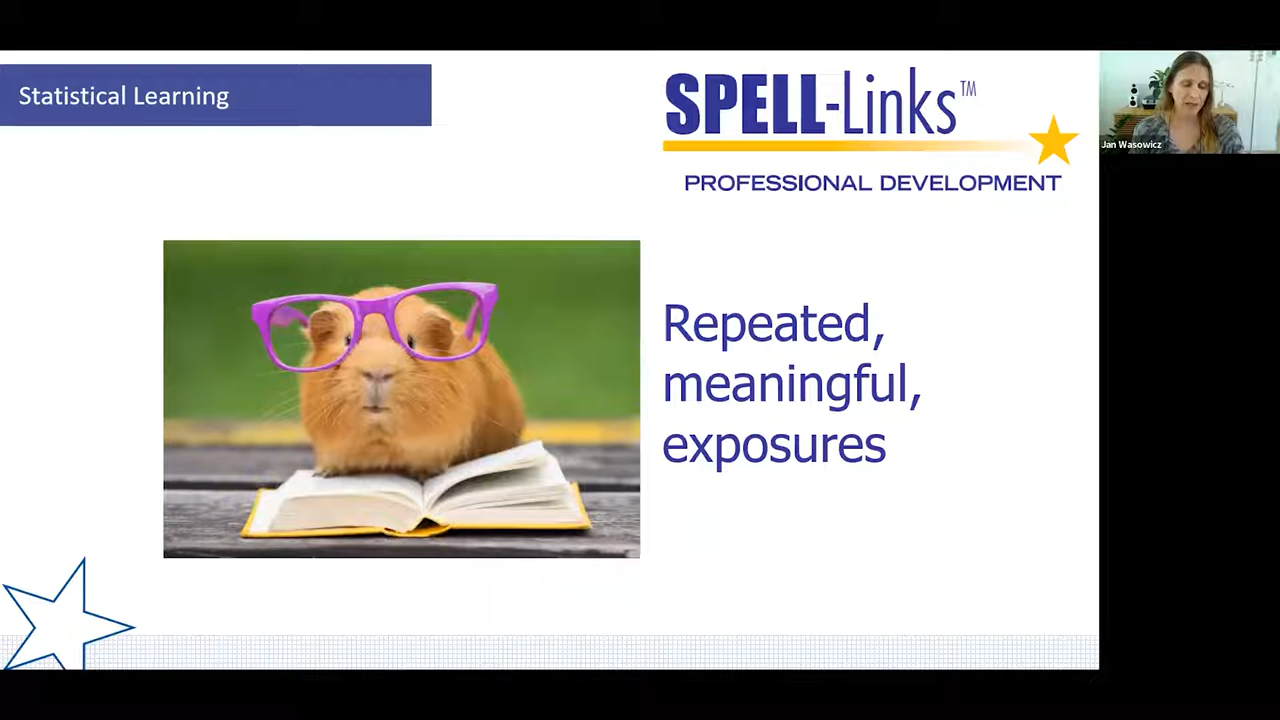 Statistical Learning
SPELL-Links™
PROFESSIONAL DEVELOPMENT
Jan Wasowicz
Repeated,
meaningful,
exposures